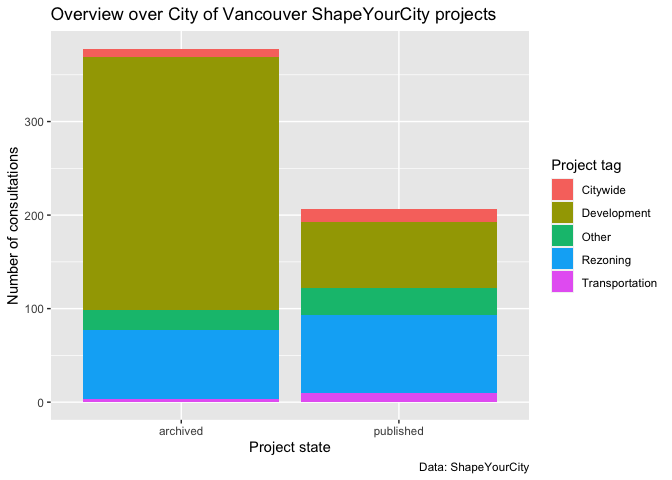 Overview over City of Vancouver ShapeYourCity projects
Number of consultations
300
200
100
0
archived
published
Project state
Project tag
Citywide
Development
Other
Rezoning
Transportation
Data: ShapeYourCity